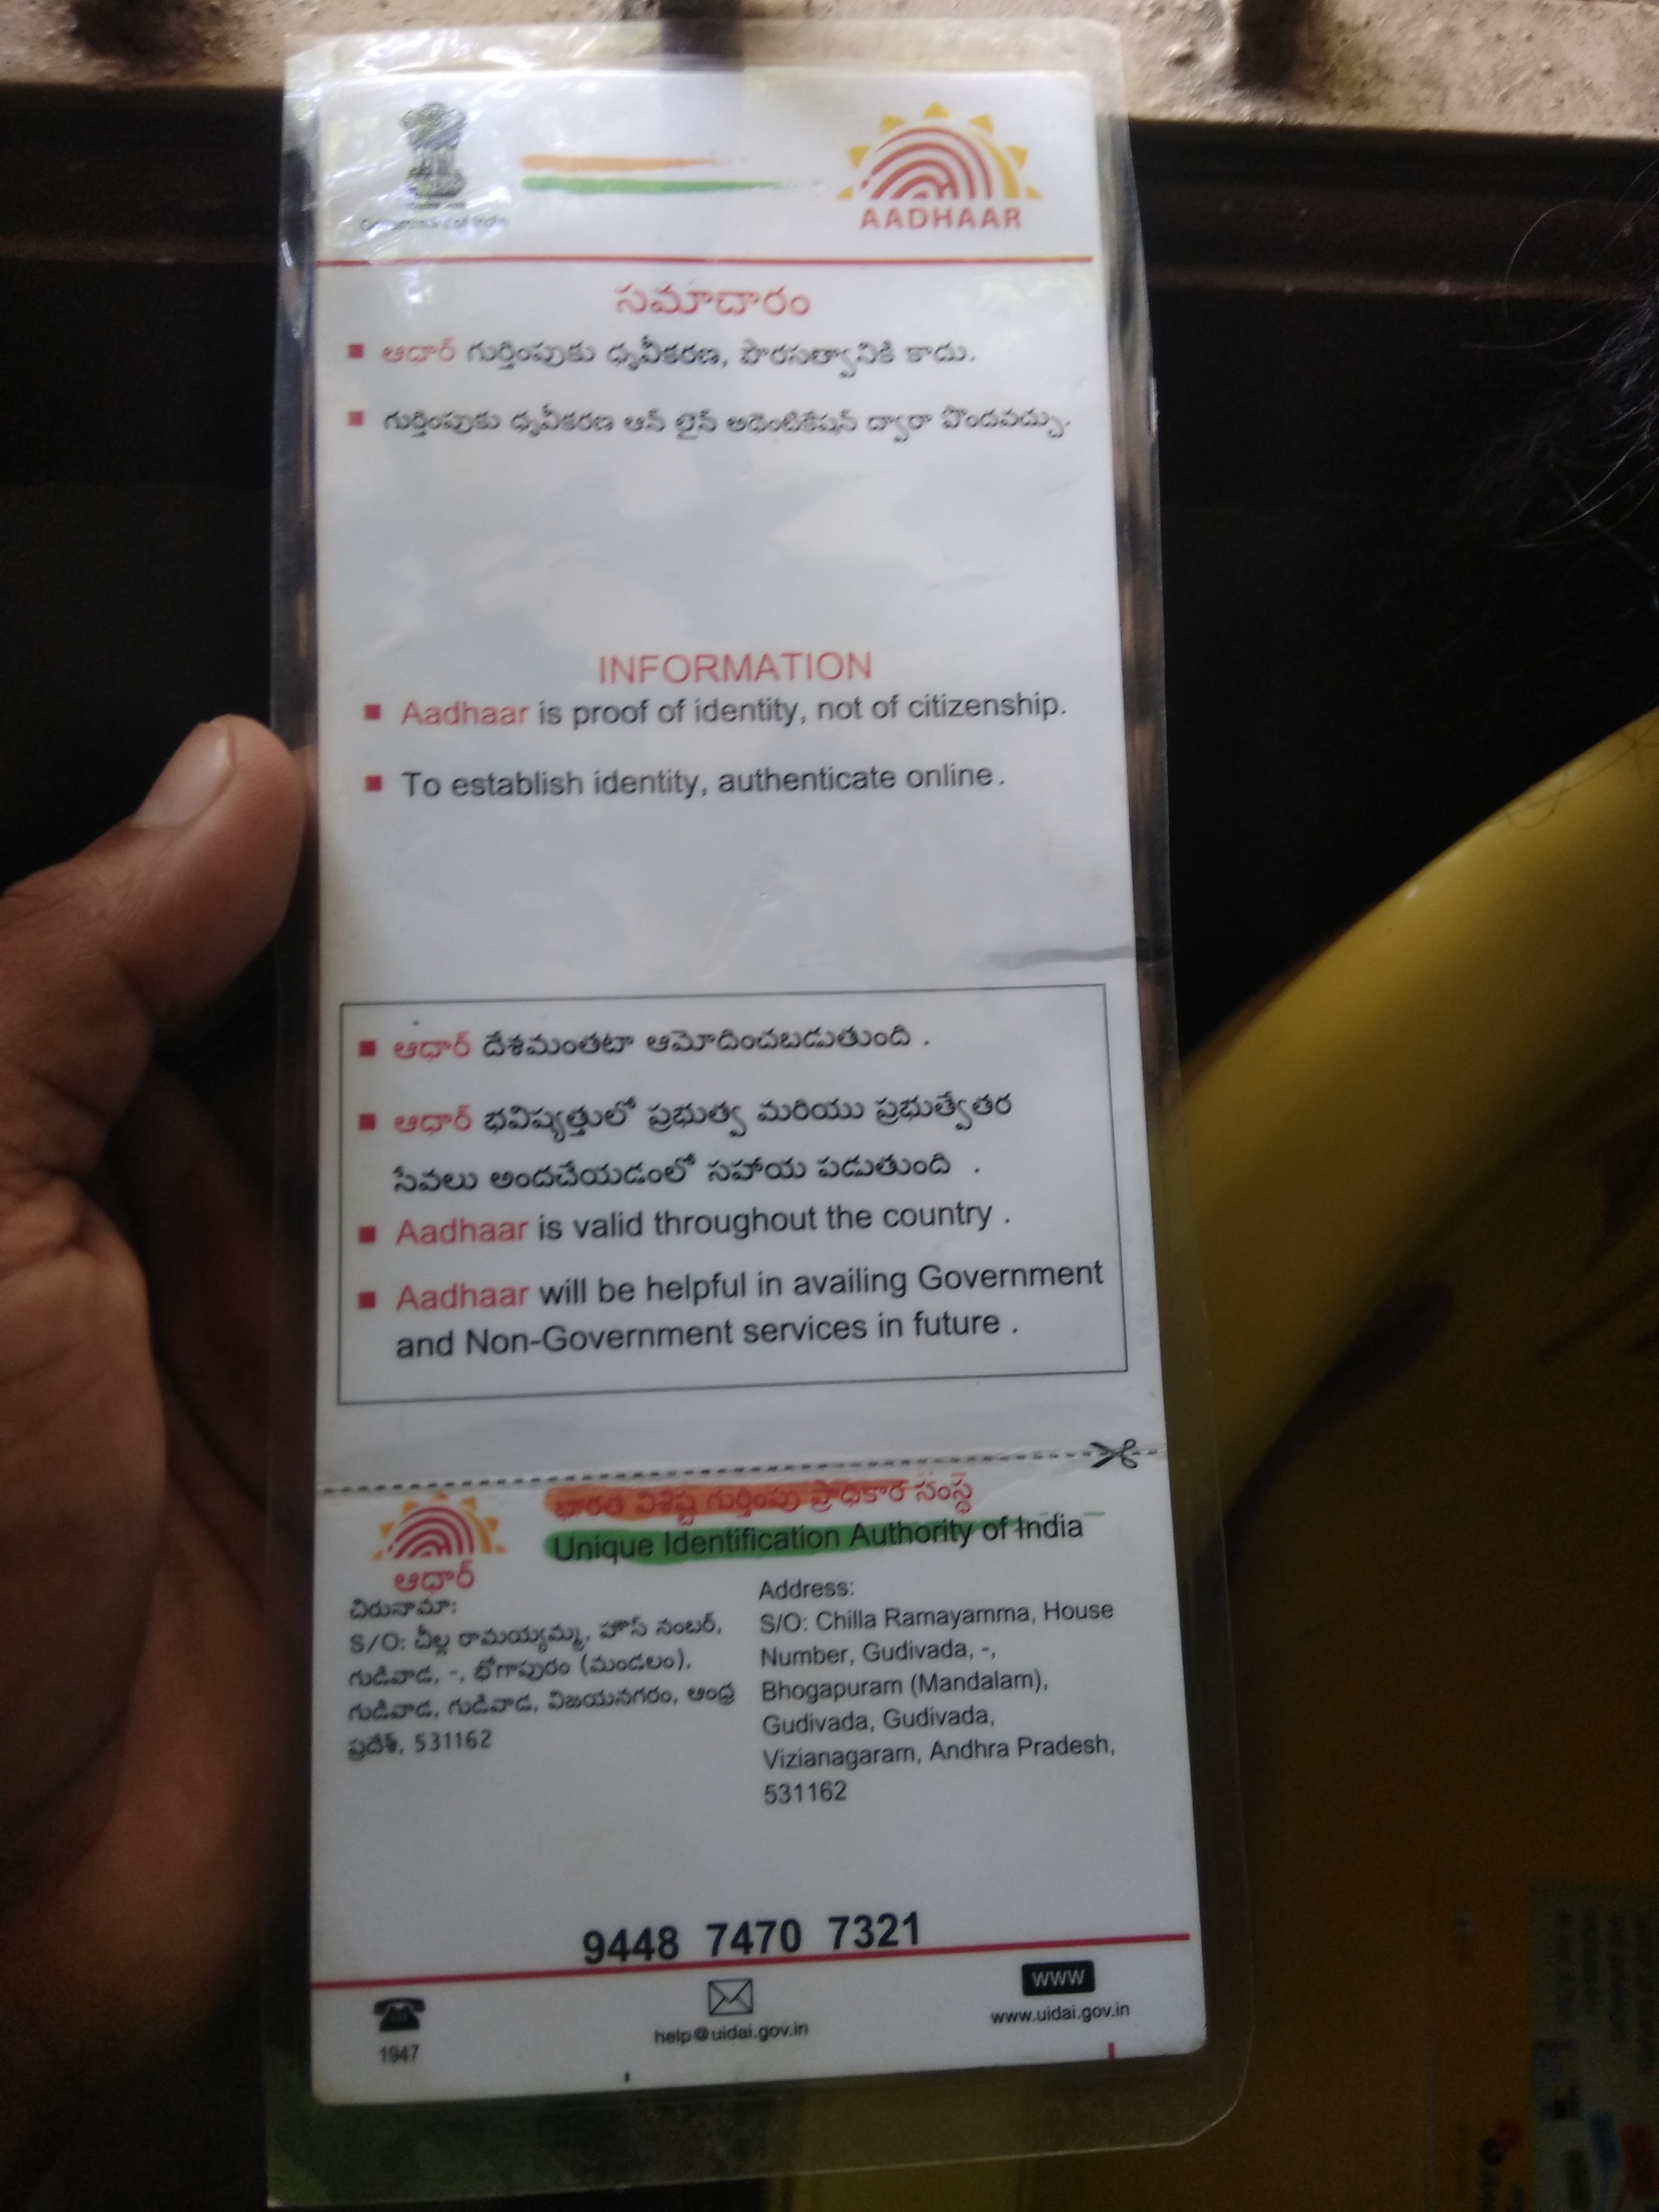 Government of India
AADHAAR
సమాచారం
ఆధార్ గుర్తింపుకు ధృవీకరణ, పౌరసత్వానికి కాదు.
గుర్తింపుకు ధృవీకరణ ఆన్ లైన్ అథెంటికేషన్ ద్వారా పొందవచ్చు.
INFORMATION
Aadhaar is proof of identity, not of citizenship.
To establish identity, authenticate online.
ఆధార్ దేశమంతటా ఆమోదించబడుతుంది .
ఆధార్ భవిష్యత్తులో ప్రభుత్వ మరియు ప్రభుత్వేతర
సేవలు అందచేయడంలో సహాయ పడుతుంది .
Aadhaar is valid throughout the country .
Aadhaar will be helpful in availing Government
and Non-Government services in future .
భారత విశిష్ట గుర్తింపు ప్రాధికార సంస్థ
Unique Identification Authority of India
ఆధార్
చిరునామా:
S/O: చిల్ల రామయ్యమ్మ, హౌస్ నంబర్,
గుడివాడ, -, భోగాపురం (మండలం),
గుడివాడ, గుడివాడ, విజయనగరం, ఆంధ్ర
ప్రదేశ్, 531162
Address:
S/O: Chilla Ramayamma, House
Number, Gudivada, -,
Bhogapuram (Mandalam),
Gudivada, Gudivada,
Vizianagaram, Andhra Pradesh,
531162
9448 7470 7321
1947
help@uidai.gov.in
www
www.uidai.gov.in